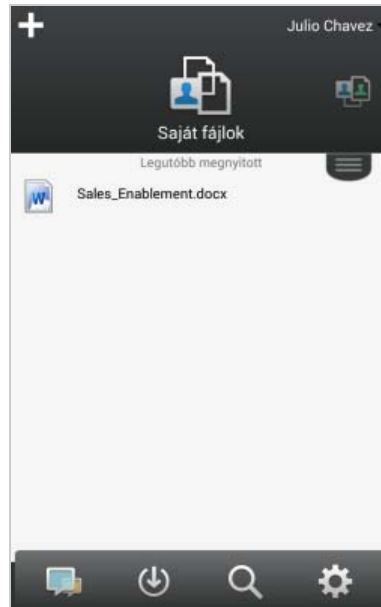 Julio Chavez
Saját fájlok
Legutóbb megnyitott
Sales_Enablement.docx